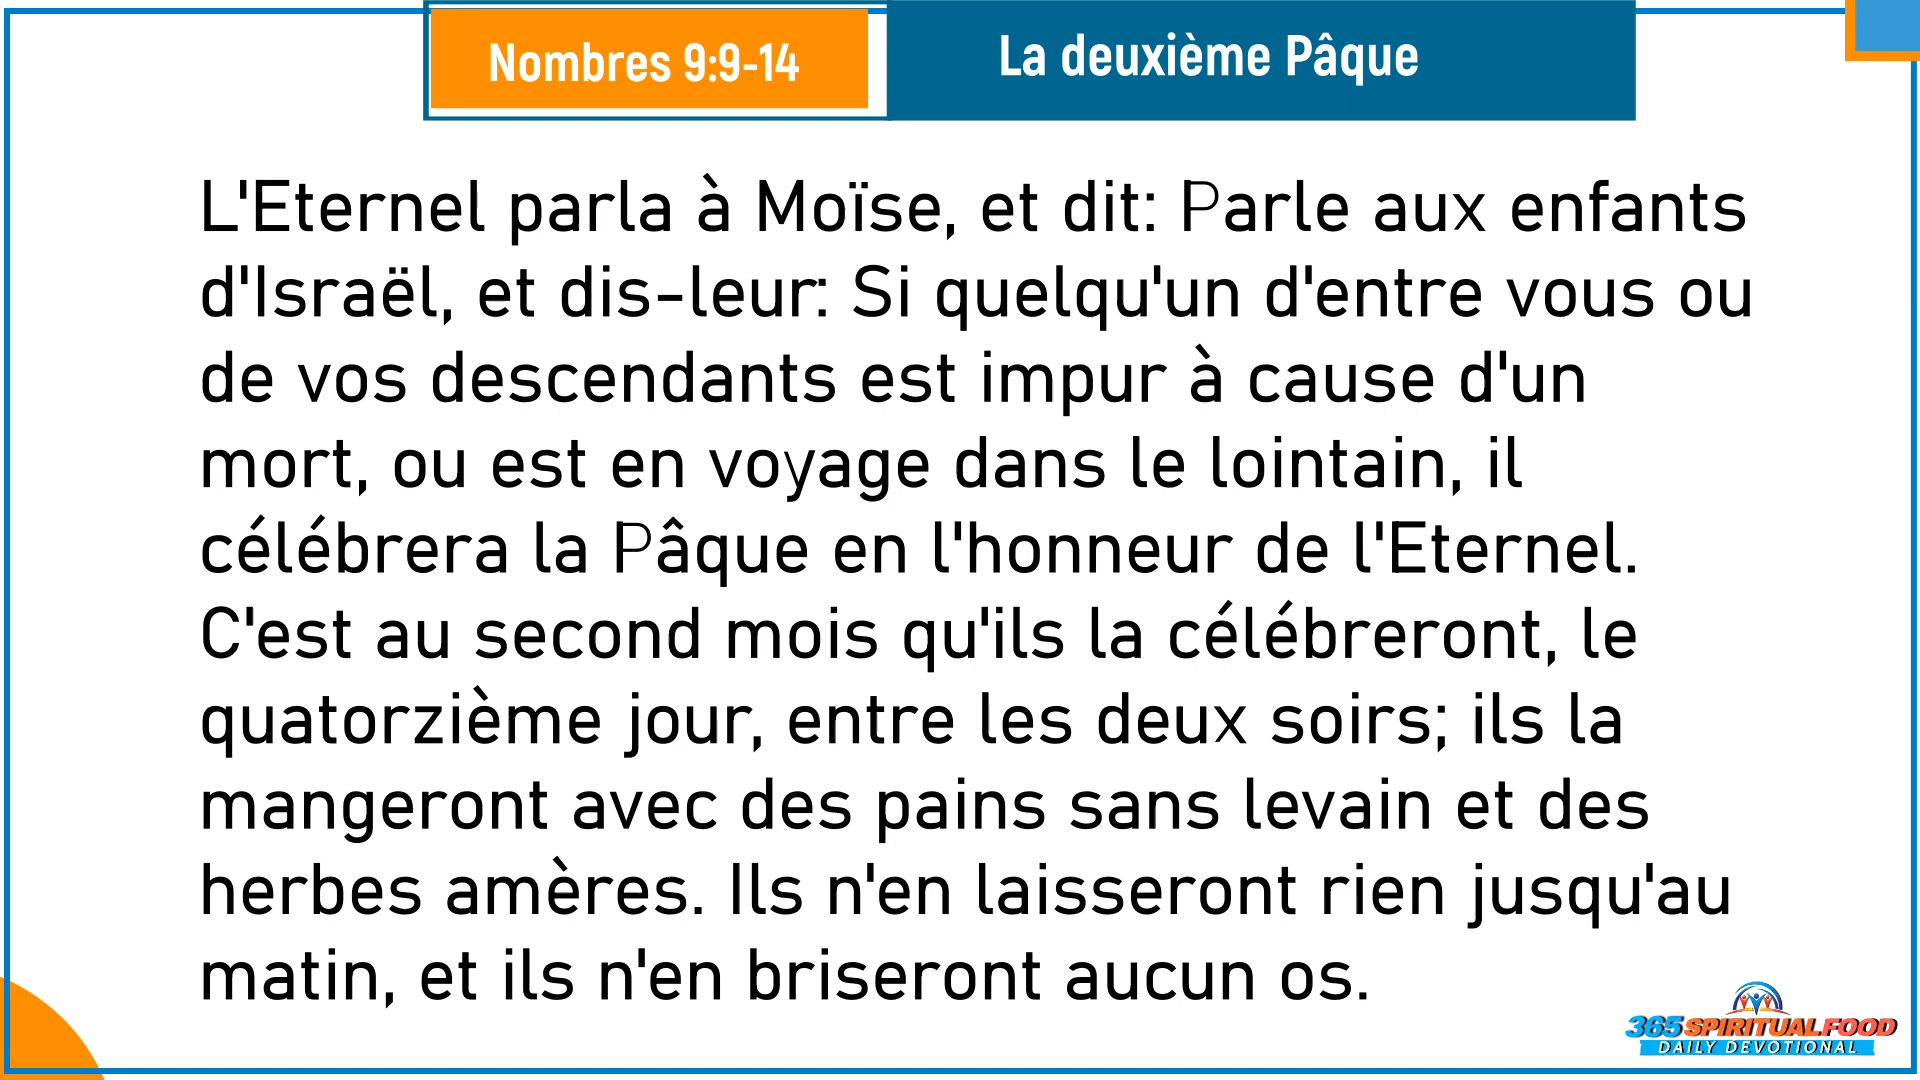 Nombres 9:9-14
La deuxième Pâque
L'Eternel parla à Moïse, et dit: Parle aux enfants
d'Israël, et dis-leur: Si quelqu'un d'entre vous ou
de vos descendants est impur à cause d'un
mort, ou est en voyage dans le lointain, il
célébrera la Pâque en l'honneur de l'Eternel.
C'est au second mois qu'ils la célébreront, le
quatorzième jour, entre les deux soirs; ils la
mangeront avec des pains sans levain et des
herbes amères. Ils n'en laisseront rien jusqu'au
matin, et ils n'en briseront aucun os.
365 SPIRITUAL FOOD
DAILY DEVOTIONAL